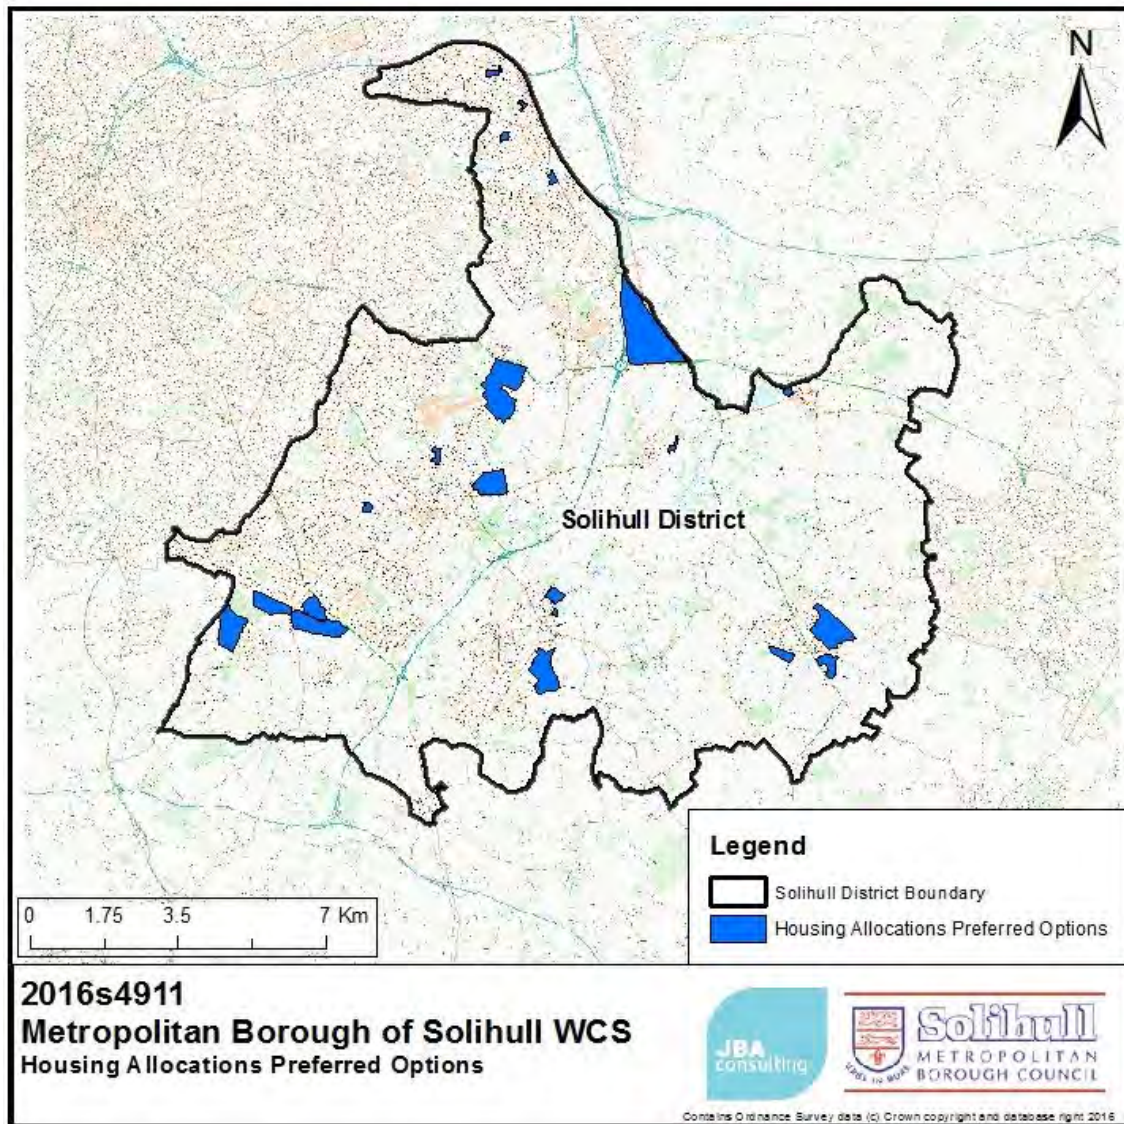 N
Solihull District
Legend
Solihull District Boundary
Housing Allocations Preferred Options
0 1.75 3.5 7 Km
2016s4911
Metropolitan Borough of Solihull WCS
Housing Allocations Preferred Options
JBA
consulting
Solihull
METROPOLITAN
BOROUGH COUNCIL
Contains Ordnance Survey data (c) Crown copyright and database right 2016